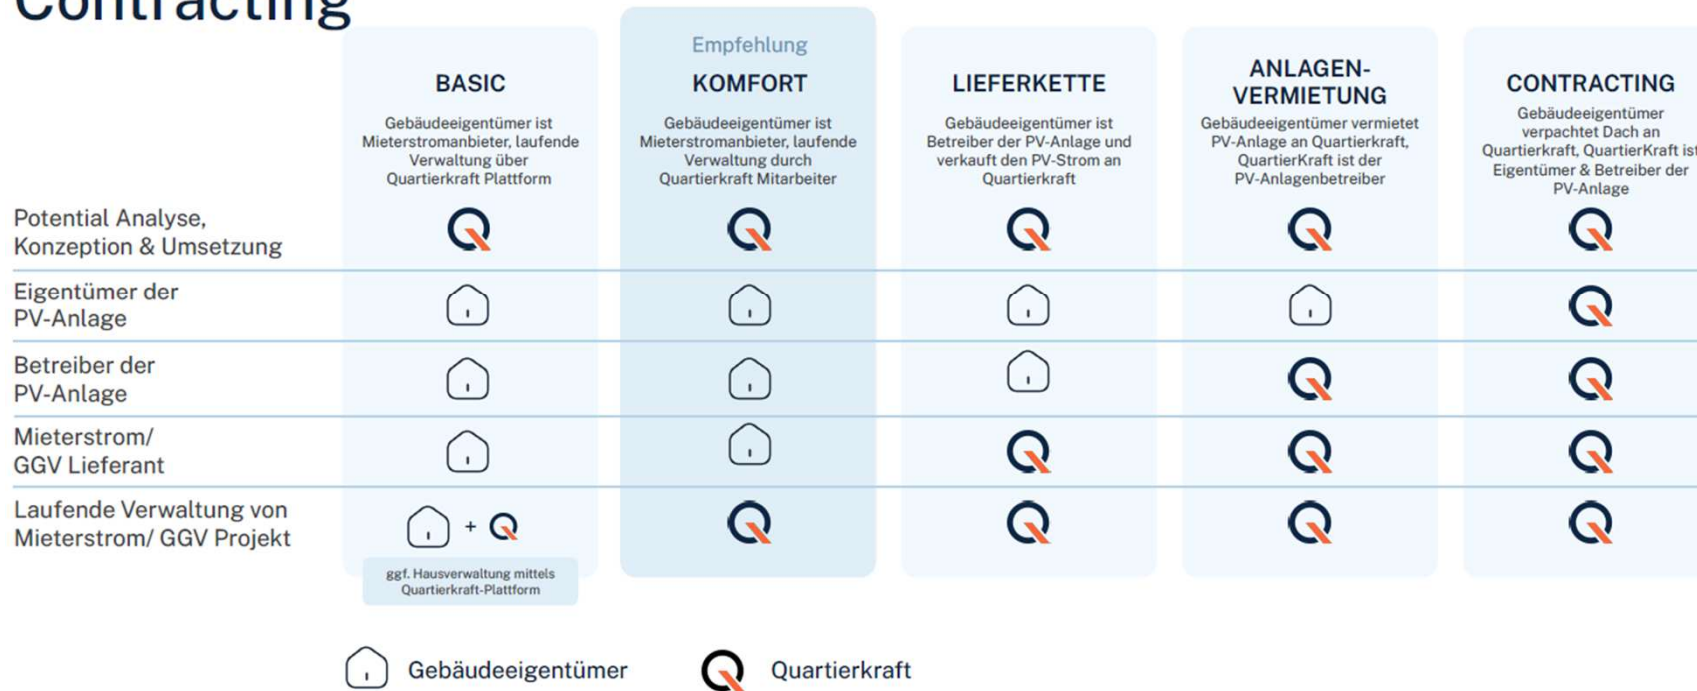 Contracting
BASIC
Gebäudeeigentümer ist
Mieterstromanbieter, laufende
Verwaltung über
Quartierkraft Plattform
Empfehlung
KOMFORT
Gebäudeeigentümer ist
Mieterstromanbieter, laufende
Verwaltung durch
Quartierkraft Mitarbeiter
LIEFERKETTE
Gebäudeeigentümer ist
Betreiber der PV-Anlage und
verkauft den PV-Strom an
Quartierkraft
ANLAGEN-
VERMIETUNG
Gebäudeeigentümer vermietet
PV-Anlage an Quartierkraft,
QuartierKraft ist der
PV-Anlagenbetreiber
CONTRACTING
Gebäudeeigentümer
verpachtet Dach an
Quartierkraft, QuartierKraft ist
Eigentümer & Betreiber der
PV-Anlage
Potential Analyse,
Konzeption & Umsetzung
Eigentümer der
PV-Anlage
Betreiber der
PV-Anlage
Mieterstrom/
GGV Lieferant
Laufende Verwaltung von
Mieterstrom/ GGV Projekt
+
ggf. Hausverwaltung mittels
Quartierkraft-Plattform
Gebäudeeigentümer
Quartierkraft